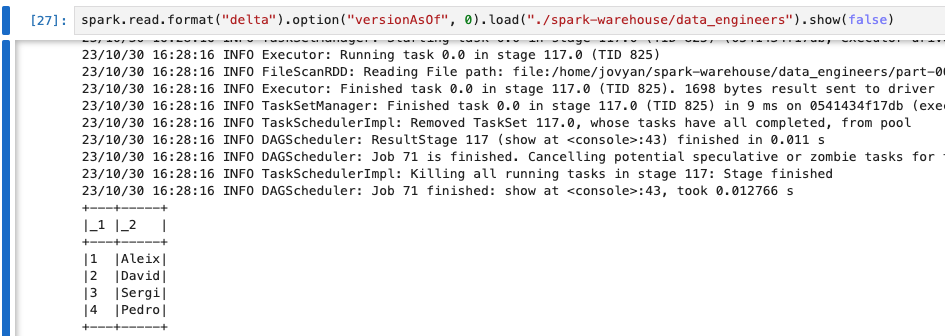 [27]: spark.read.format("delta").option("versionAsOf", 0).load("./spark-warehouse/data_engineers").show(false)
23/10/30 16:28:16 INFO Executor: Running task 0.0 in stage 117.0 (TID 825)
23/10/30 16:28:16 INFO FileScanRDD: Reading File path: file:/home/jovyan/spark-warehouse/data_engineers/part-00
23/10/30 16:28:16 INFO Executor: Finished task 0.0 in stage 117.0 (TID 825). 1698 bytes result sent to driver
23/10/30 16:28:16 INFO TaskSetManager: Finished task 0.0 in stage 117.0 (TID 825) in 9 ms on 0541434f17db (exe
23/10/30 16:28:16 INFO TaskSchedulerImpl: Removed TaskSet 117.0, whose tasks have all completed, from pool
23/10/30 16:28:16 INFO DAGScheduler: ResultStage 117 (show at <console>:43) finished in 0.011 s
23/10/30 16:28:16 INFO DAGScheduler: Job 71 is finished. Cancelling potential speculative or zombie tasks for
23/10/30 16:28:16 INFO TaskSchedulerImpl: Killing all running tasks in stage 117: Stage finished
23/10/30 16:28:16 INFO DAGScheduler: Job 71 finished: show at <console>:43, took 0.012766 s
+---+-----+
|_1 |_2   |
+---+-----+
|1  |Aleix|
|2  |David|
|3  |Sergi|
|4  |Pedro|
+---+-----+